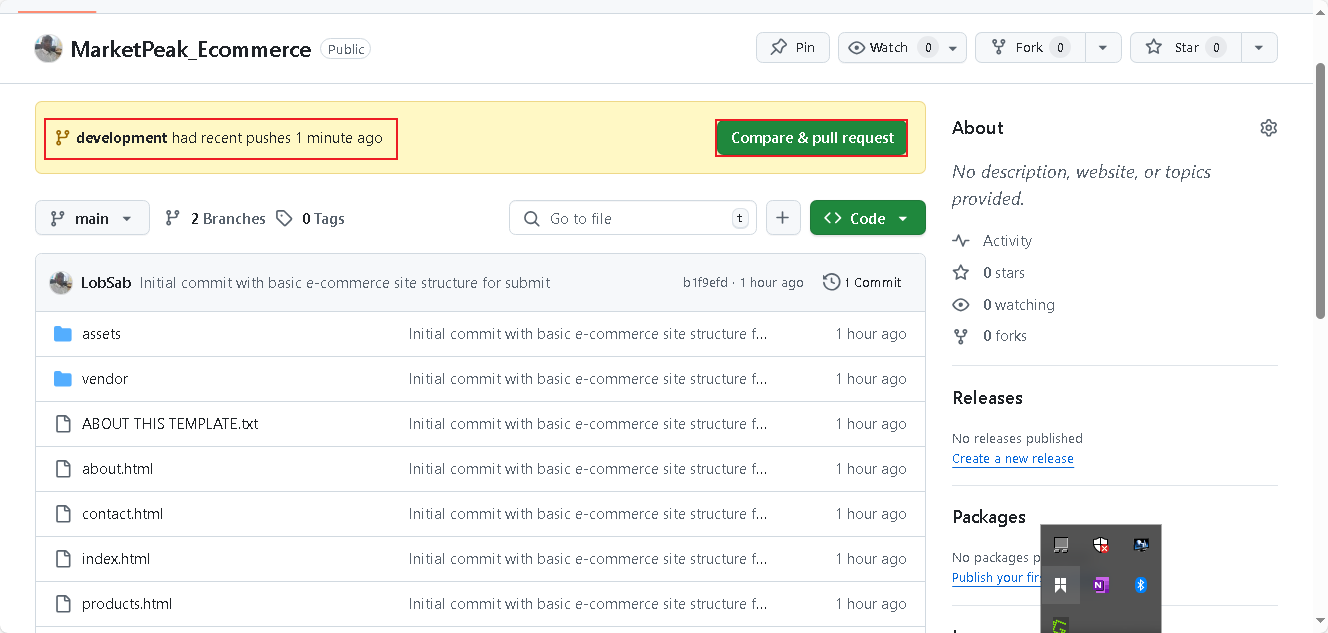 MarketPeak_Ecommerce Public Pin Watch 0 Fork 0 Star 0
development had recent pushes 1 minute ago Compare & pull request
main 2 Branches 0 Tags Go to file t Code
LobSab Initial commit with basic e-commerce site structure for submit b1f9efd · 1 hour ago 1 Commit
assets Initial commit with basic e-commerce site structure f... 1 hour ago
vendor Initial commit with basic e-commerce site structure f... 1 hour ago
ABOUT THIS TEMPLATE.txt Initial commit with basic e-commerce site structure f... 1 hour ago
about.html Initial commit with basic e-commerce site structure f... 1 hour ago
contact.html Initial commit with basic e-commerce site structure f... 1 hour ago
index.html Initial commit with basic e-commerce site structure f... 1 hour ago
products.html Initial commit with basic e-commerce site structure f... 1 hour ago
About
No description, website, or topics
provided.
Activity
0 stars
0 watching
0 forks
Releases
No releases published
Create a new release
Packages
No packages
Publish your
N